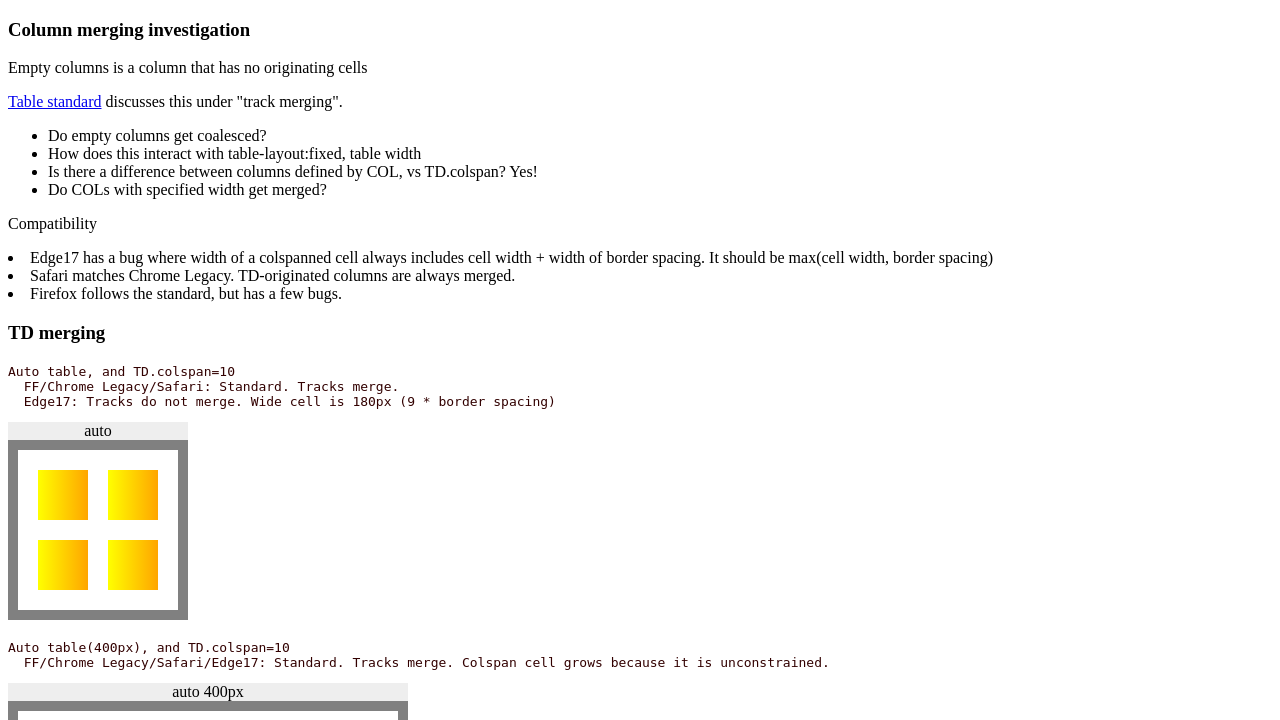 Column merging investigation
Empty columns is a column that has no originating cells
Table standard discusses this under "track merging".
Do empty columns get coalesced?
How does this interact with table-layout:fixed, table width
Is there a difference between columns defined by COL, vs TD.colspan? Yes!
Do COLs with specified width get merged?
Compatibility
Edge17 has a bug where width of a colspanned cell always includes cell width + width of border spacing. It should be max(cell width, border spacing)
Safari matches Chrome Legacy. TD-originated columns are always merged.
Firefox follows the standard, but has a few bugs.
TD merging
Auto table, and TD.colspan=10
FF/Chrome Legacy/Safari: Standard. Tracks merge.
Edge17: Tracks do not merge. Wide cell is 180px (9 * border spacing)
auto
Auto table(400px), and TD.colspan=10
FF/Chrome Legacy/Safari/Edge17: Standard. Tracks merge. Colspan cell grows because it is unconstrained.
auto 400px